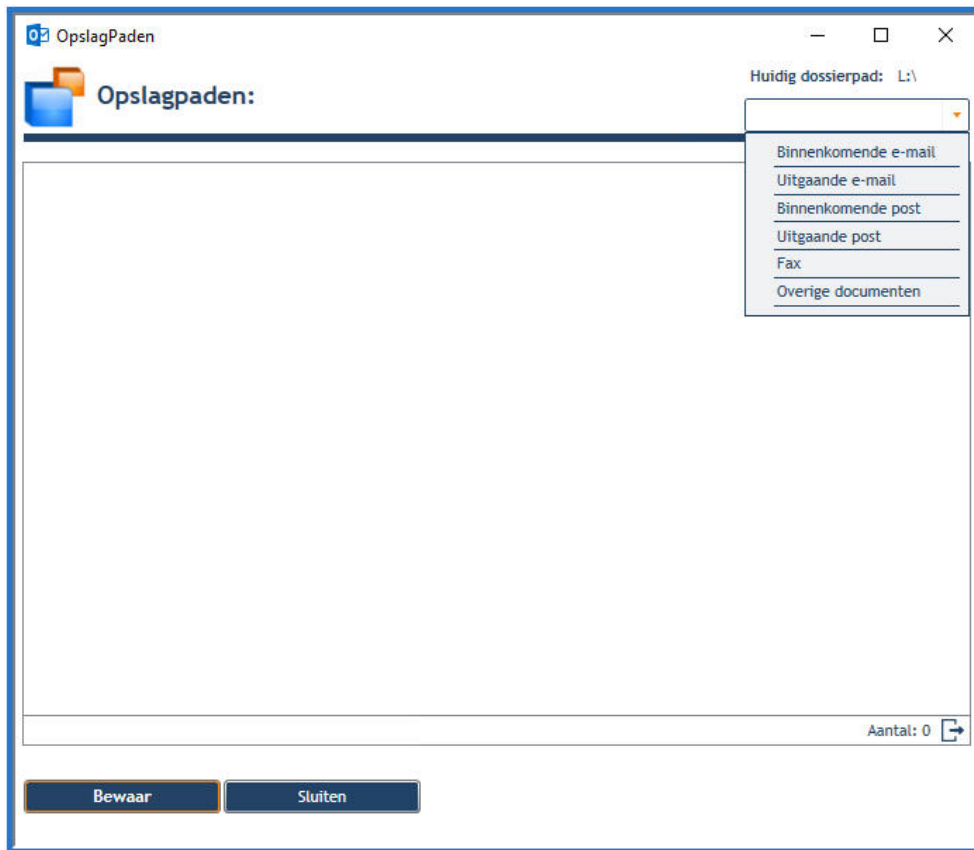 OpslagPaden
Huidig dossierpad: L:\
Opslagpaden:
Binnenkomende e-mail
Uitgaande e-mail
Binnenkomende post
Uitgaande post
Fax
Overige documenten
Aantal: 0
Bewaar
Sluiten